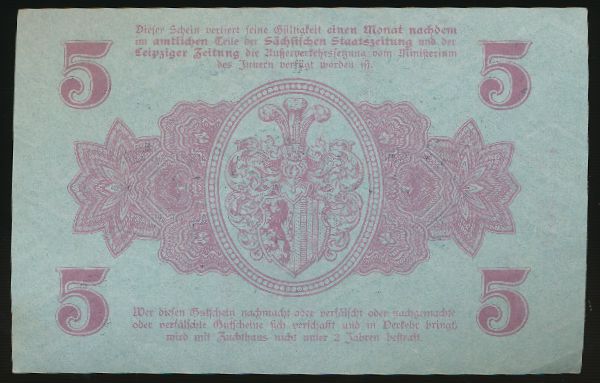 5 5
Dieser Schein verliert seine Gültigkeit einen Monat nachdem
im amtlichen Teile der Sächsischen Staatszeitung und der
Leipziger Zeitung die Außerverkehrssetzung vom Ministerium
des Innern verfügt worden ist.
5 5
Wer diesen Gutschein nachmacht oder verfälscht oder nachgemachte
oder verfälschte Gutscheine sich verschafft und in Verkehr bringt,
wird mit Zuchthaus nicht unter 2 Jahren bestraft.